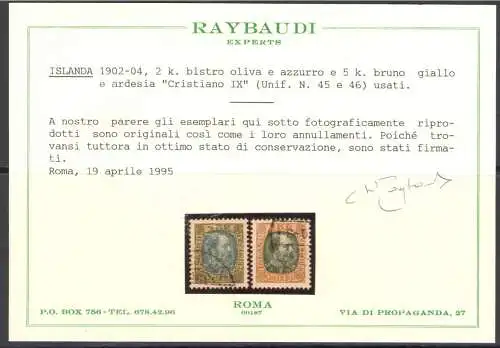 RAYBAUDI
EXPERTS
ISLANDA 1902-04, 2 k. bistro oliva e azzurro e 5 k. bruno giallo
e ardesia "Cristiano IX" (Unif. N. 45 e 46) usati.
A nostro parere gli esemplari qui sotto fotograficamente ripro-
dotti sono originali così come i loro annullamenti. Poiché tro-
vansi tuttora in ottimo stato di conservazione, sono stati firma-
ti.
Roma, 19 aprile 1995
ROMA
P.O. BOX 756 - TEL. 678.42.96
00187
VIA DI PROPAGANDA, 27